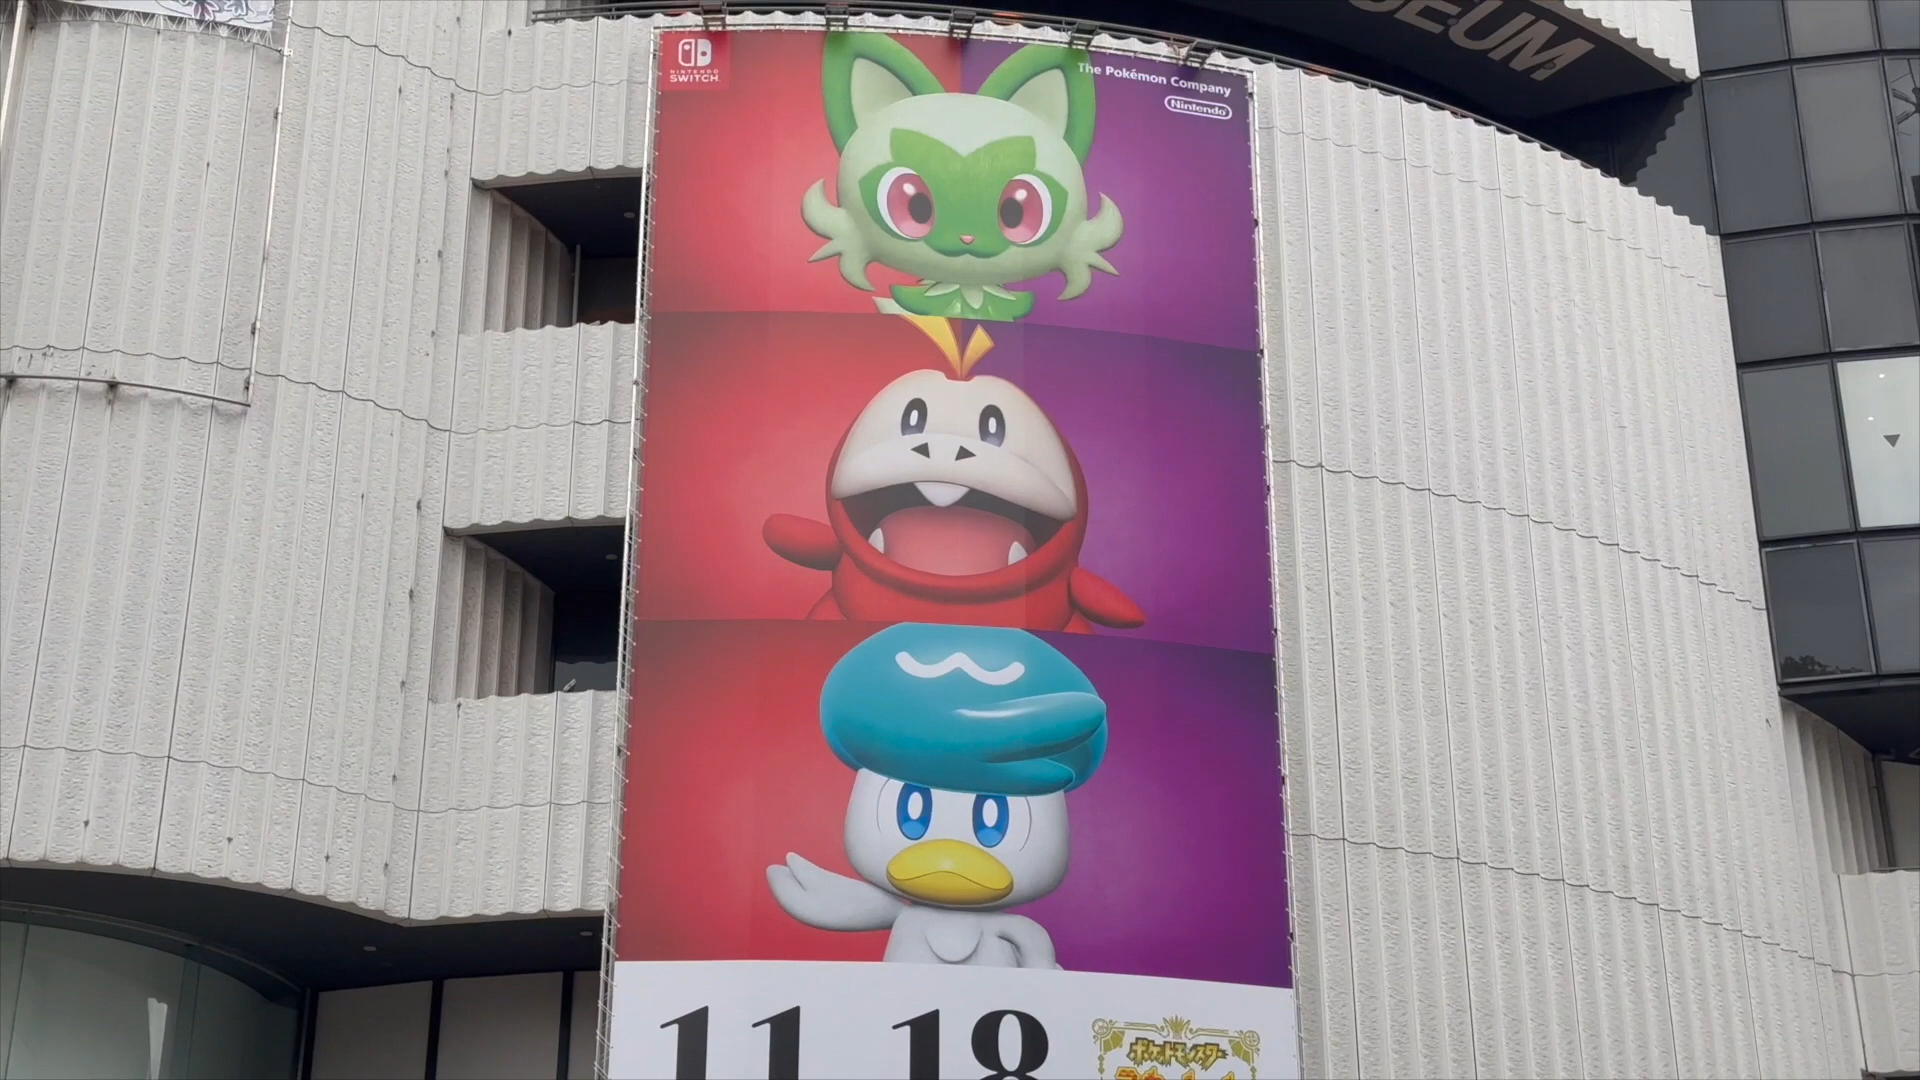 NINTENDO
SWITCH
The Pokémon Company
Nintendo
11 18
ポケットモンスター